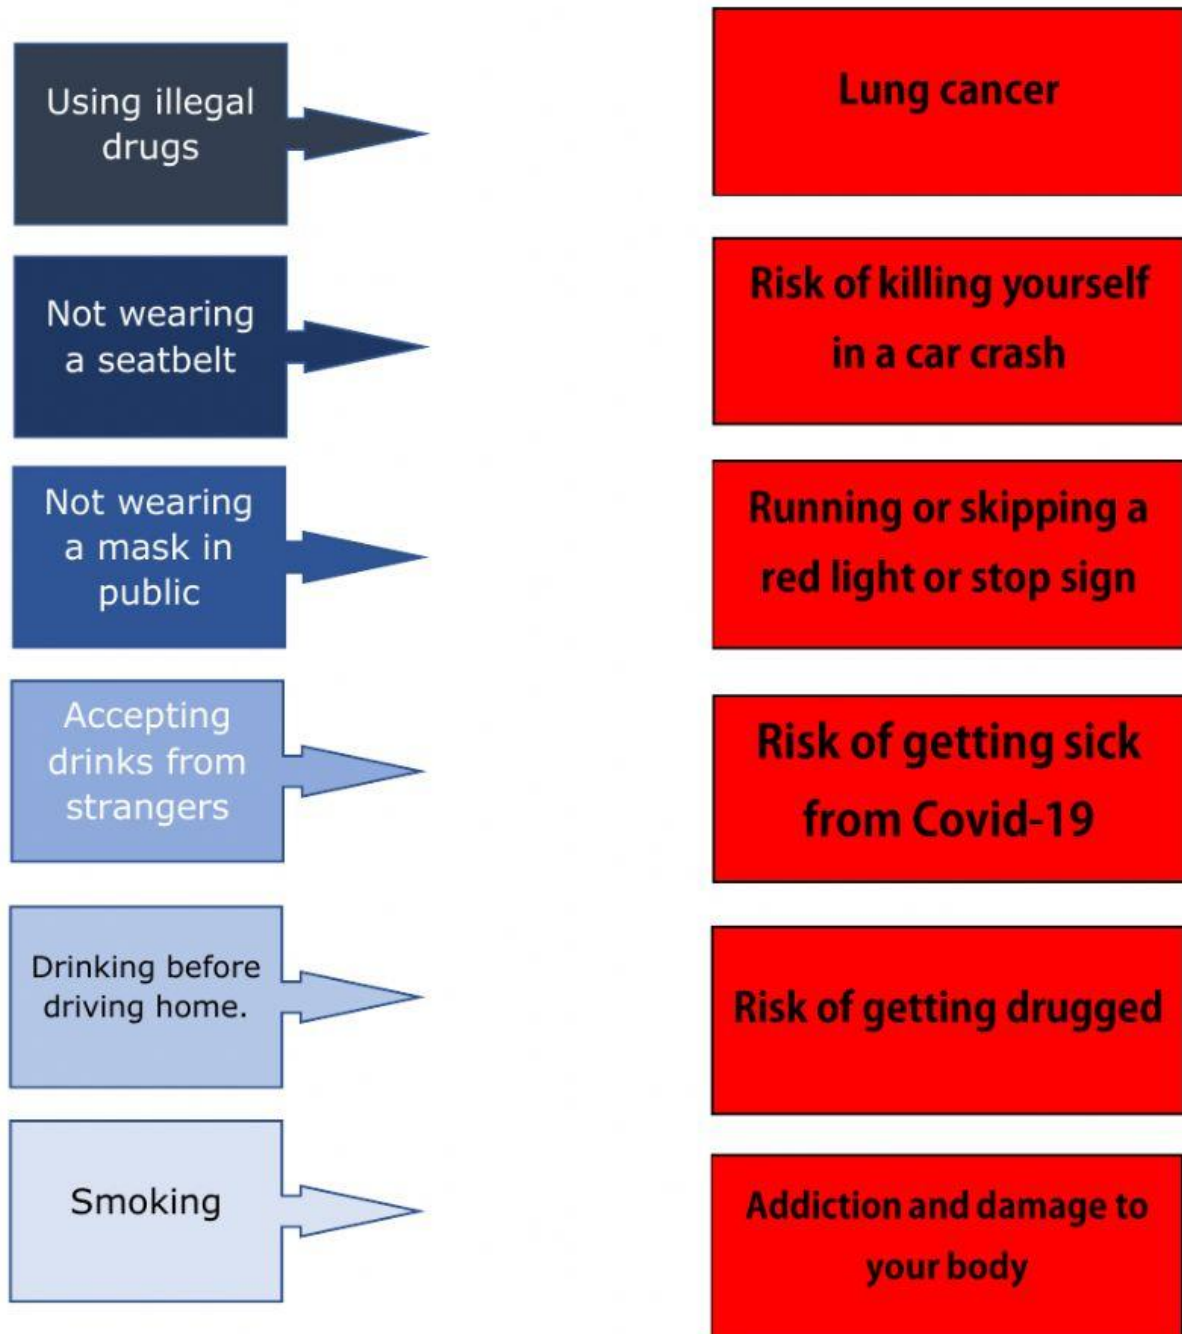 Using illegal
drugs
Lung cancer
Not wearing
a seatbelt
Risk of killing yourself
in a car crash
Not wearing
a mask in
public
Running or skipping a
red light or stop sign
Accepting
drinks from
strangers
Risk of getting sick
from Covid-19
Drinking before
driving home.
Risk of getting drugged
Smoking
Addiction and damage to
your body